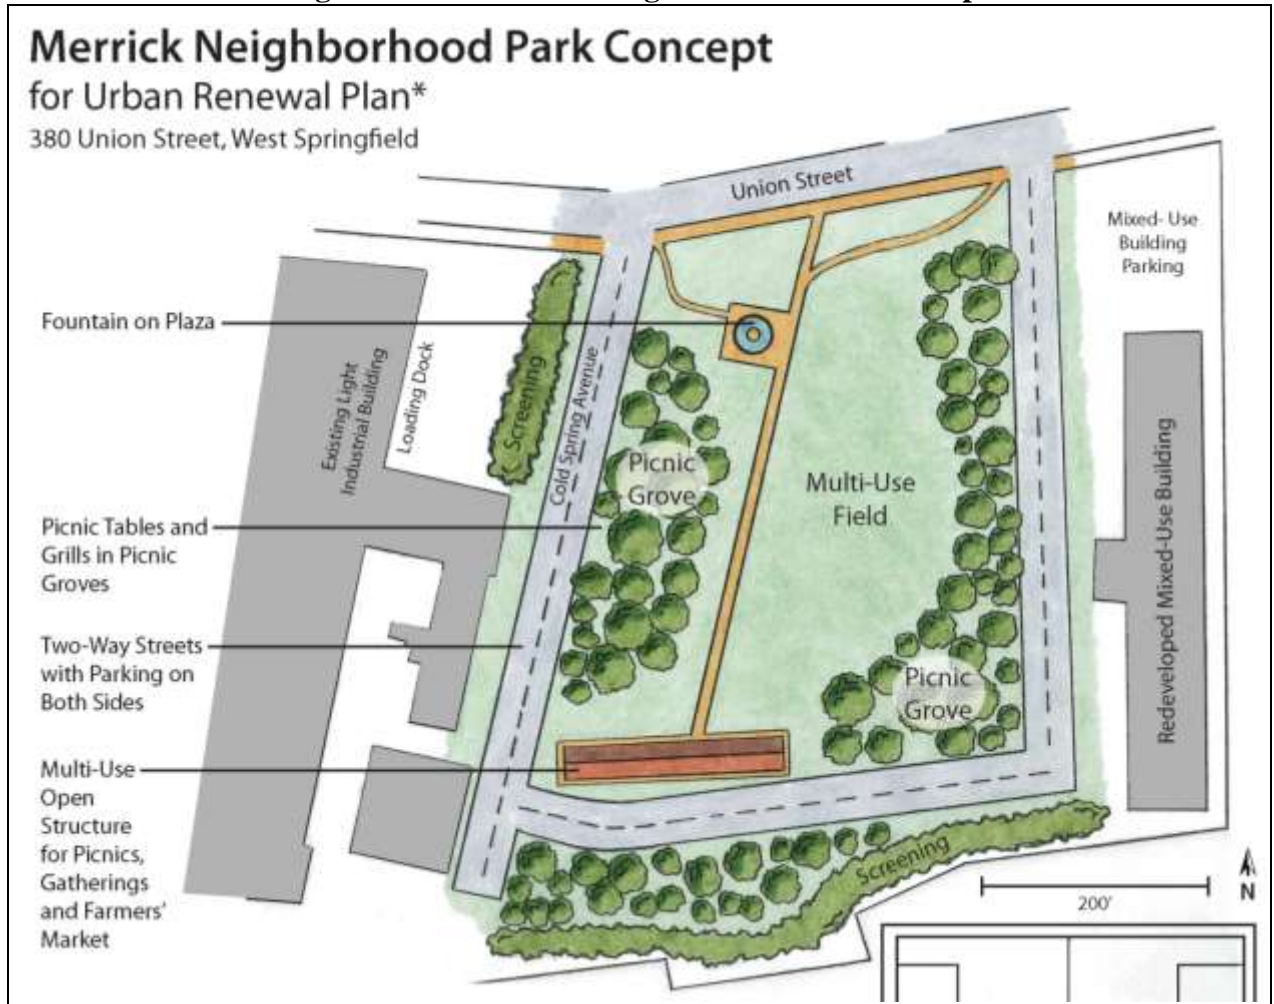 Merrick Neighborhood Park Concept
for Urban Renewal Plan*
380 Union Street, West Springfield
Union Street
Mixed- Use
Building
Parking
Fountain on Plaza
Existing Light
Industrial Building
Loading Dock
Screening
Cold Spring Avenue
Picnic
Grove
Multi-Use
Field
Redeveloped Mixed-Use Building
Picnic Tables and
Grills in Picnic
Groves
Two-Way Streets
with Parking on
Both Sides
Picnic
Grove
Multi-Use
Open
Structure
for Picnics,
Gatherings
and Farmers'
Market
Screening
200'
N